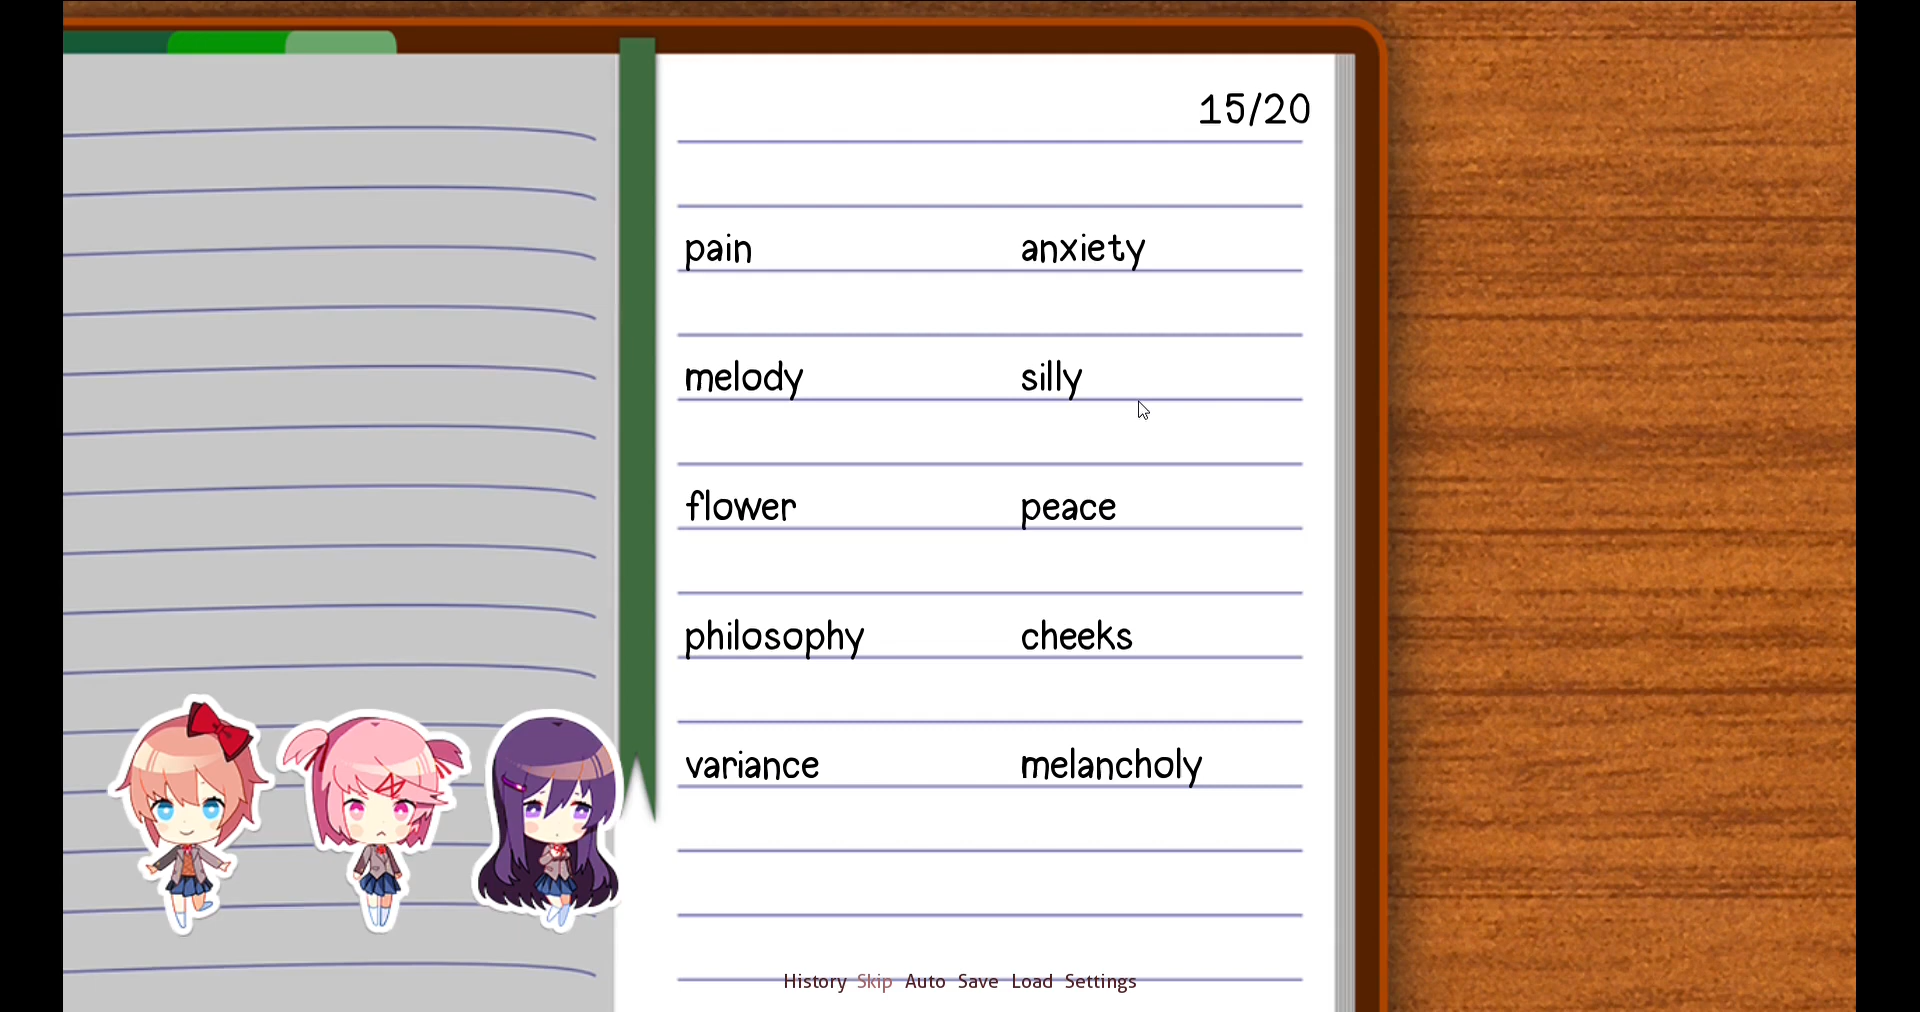 15/20
pain anxiety
melody silly
flower peace
philosophy cheeks
variance melancholy
History Skip Auto Save Load Settings